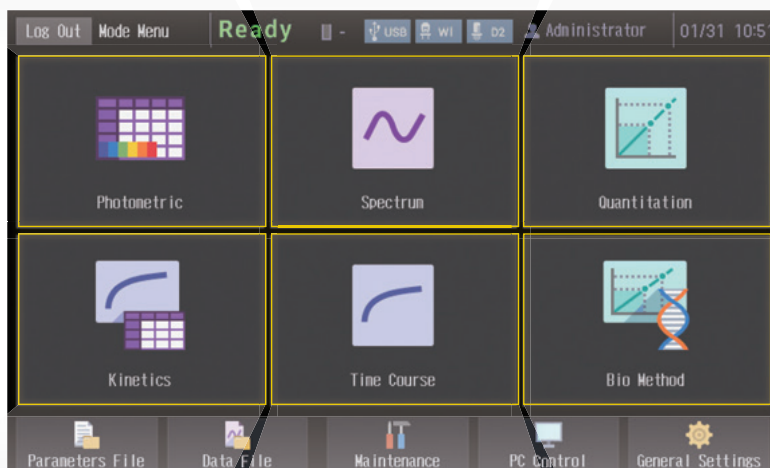 Log Out Mode Menu Ready - USB WI D2 Administrator 01/31 10:51
Photometric Spectrum Quantitation
Kinetics Time Course Bio Method
Parameters File Data File Maintenance PC Control General Settings